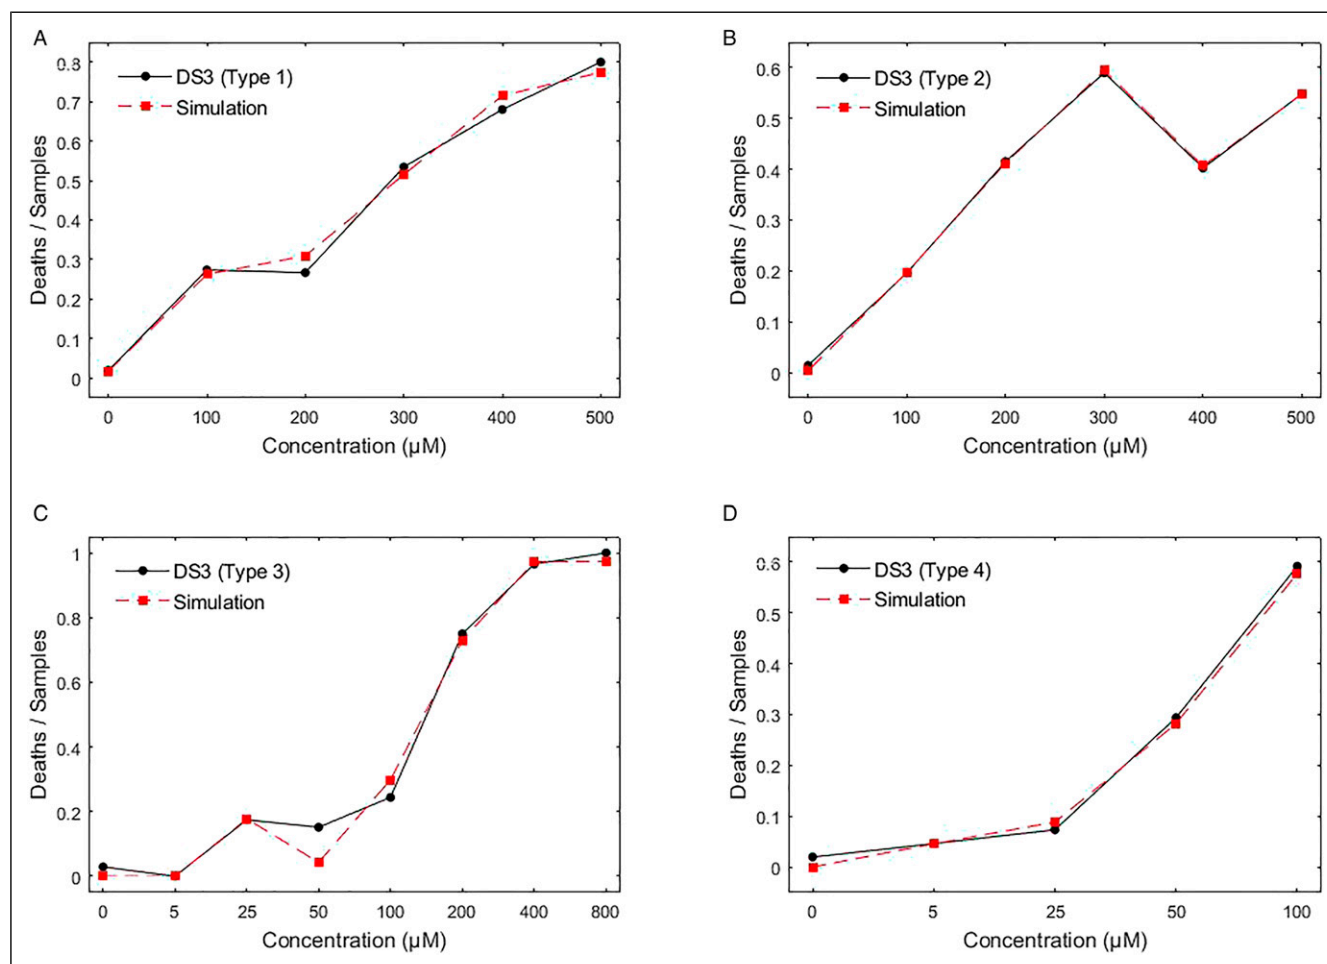 A
DS3 (Type 1)
Simulation
Deaths / Samples
0.8
0.7
0.6
0.5
0.4
0.3
0.2
0.1
0
0 100 200 300 400 500
Concentration (µM)
B
DS3 (Type 2)
Simulation
Deaths / Samples
0.6
0.5
0.4
0.3
0.2
0.1
0
0 100 200 300 400 500
Concentration (µM)
C
DS3 (Type 3)
Simulation
Deaths / Samples
1
0.8
0.6
0.4
0.2
0
0 5 25 50 100 200 400 800
Concentration (µM)
D
DS3 (Type 4)
Simulation
Deaths / Samples
0.6
0.5
0.4
0.3
0.2
0.1
0
0 5 25 50 100
Concentration (µM)